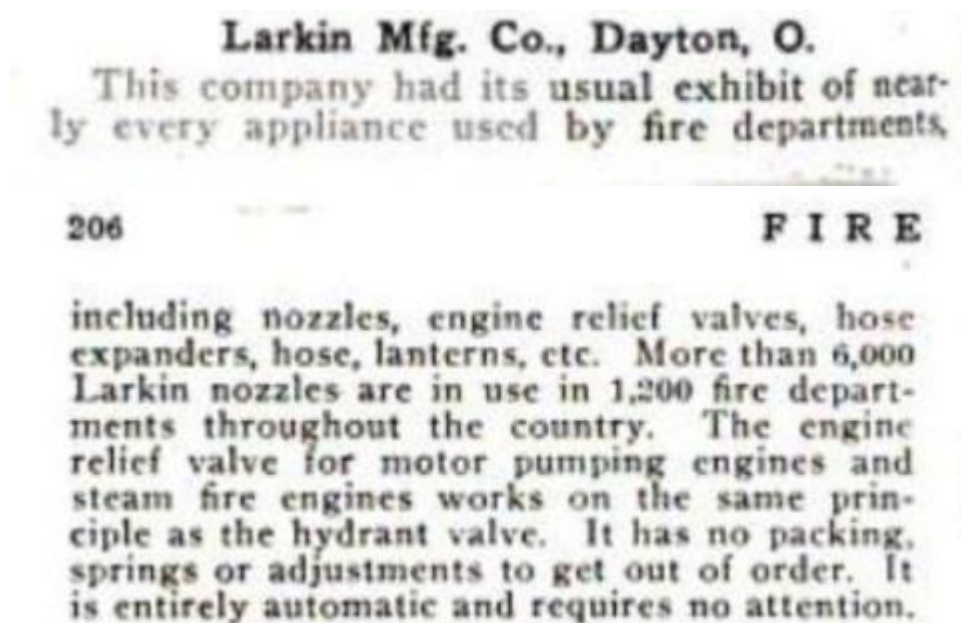 Larkin Mfg. Co., Dayton, O.
This company had its usual exhibit of near-
ly every appliance used by fire departments,
206 FIRE
including nozzles, engine relief valves, hose
expanders, hose, lanterns, etc. More than 6,000
Larkin nozzles are in use in 1,200 fire depart-
ments throughout the country. The engine
relief valve for motor pumping engines and
steam fire engines works on the same prin-
ciple as the hydrant valve. It has no packing,
springs or adjustments to get out of order. It
is entirely automatic and requires no attention.